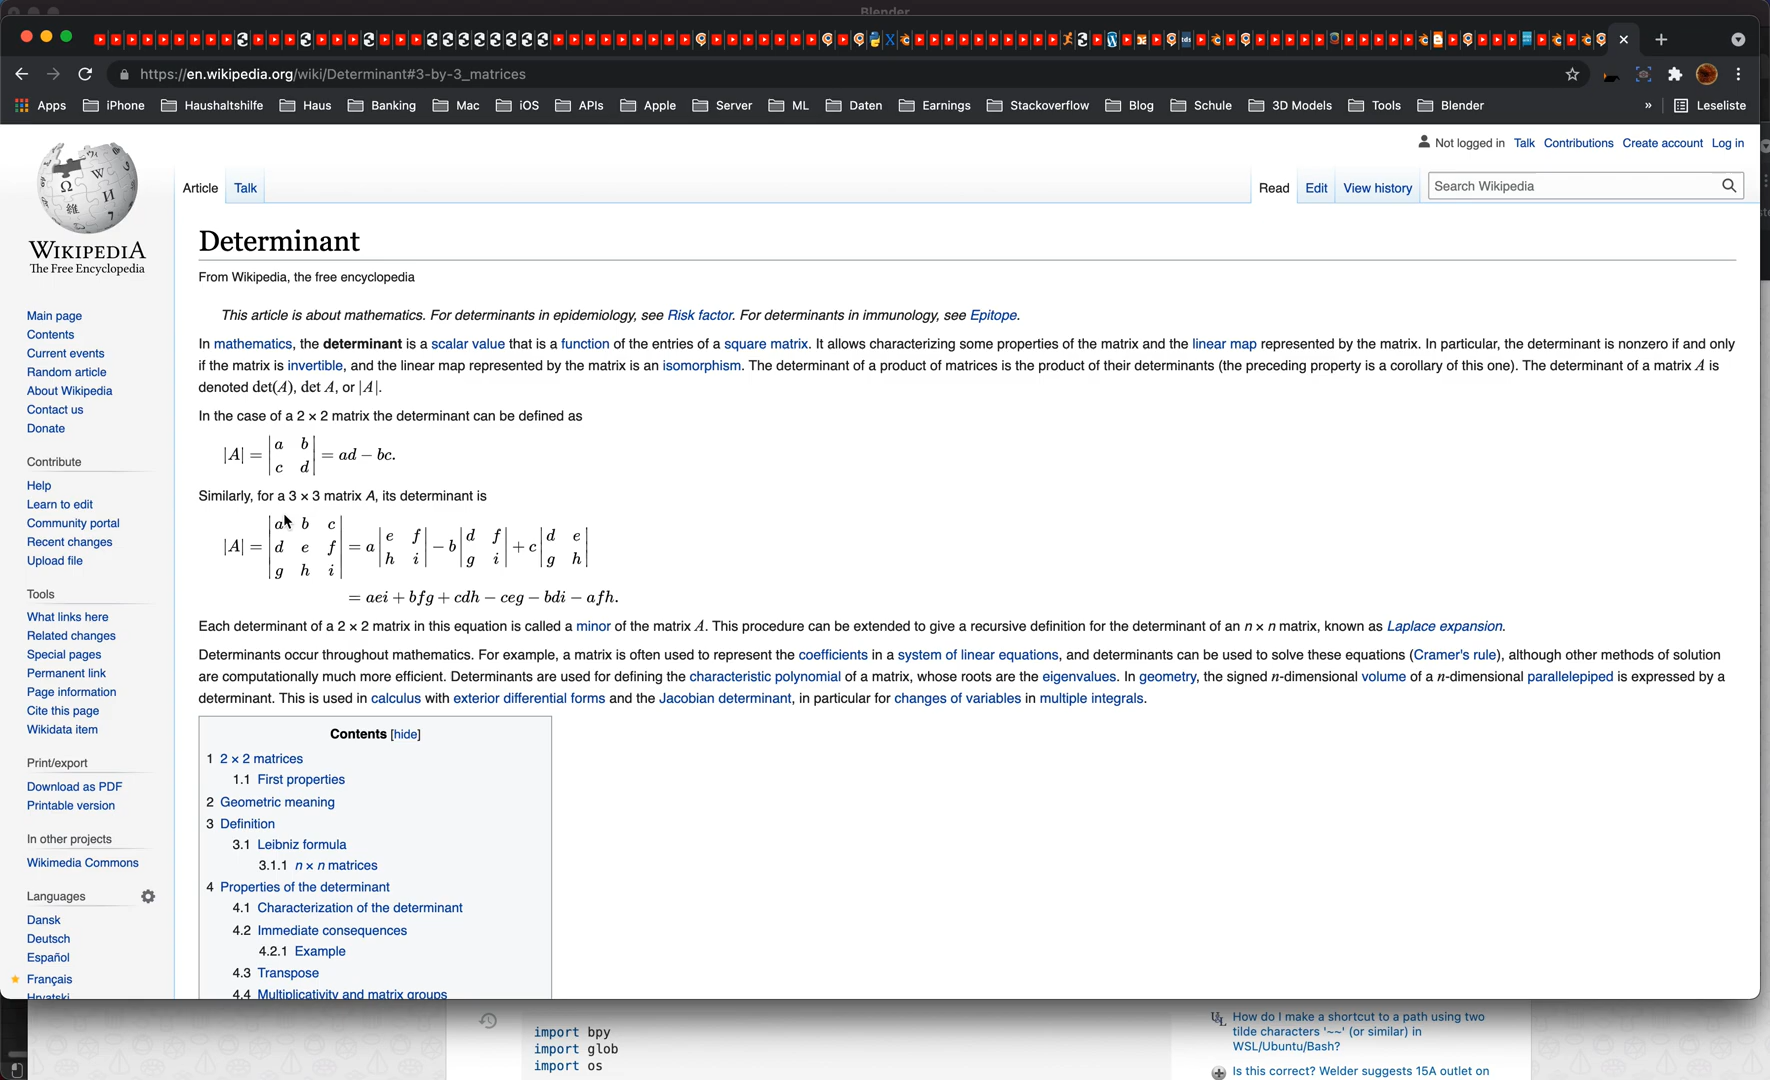 Blender
https://en.wikipedia.org/wiki/Determinant#3-by-3_matrices
Apps iPhone Haushaltshilfe Haus Banking Mac iOS APIs Apple Server ML Daten Earnings Stackoverflow Blog Schule 3D Models Tools Blender » Leseliste
Not logged in Talk Contributions Create account Log in
Article Talk Read Edit View history Search Wikipedia
WIKIPEDIA
The Free Encyclopedia
Main page
Contents
Current events
Random article
About Wikipedia
Contact us
Donate
Contribute
Help
Learn to edit
Community portal
Recent changes
Upload file
Tools
What links here
Related changes
Special pages
Permanent link
Page information
Cite this page
Wikidata item
Print/export
Download as PDF
Printable version
In other projects
Wikimedia Commons
Languages
Dansk
Deutsch
Español
Français
Hrvatski
Determinant
From Wikipedia, the free encyclopedia
This article is about mathematics. For determinants in epidemiology, see Risk factor. For determinants in immunology, see Epitope.
In mathematics, the determinant is a scalar value that is a function of the entries of a square matrix. It allows characterizing some properties of the matrix and the linear map represented by the matrix. In particular, the determinant is nonzero if and only
if the matrix is invertible, and the linear map represented by the matrix is an isomorphism. The determinant of a product of matrices is the product of their determinants (the preceding property is a corollary of this one). The determinant of a matrix A is
denoted det(A), det A, or |A|.
In the case of a 2 × 2 matrix the determinant can be defined as
|A| = |a b| = ad − bc.
|c d|
Similarly, for a 3 × 3 matrix A, its determinant is
|a b c|
|A| = |d e f| = a |e f| − b |d f| + c |d e|
|g h i| |h i| |g i| |g h|
= aei + bfg + cdh − ceg − bdi − afh.
Each determinant of a 2 × 2 matrix in this equation is called a minor of the matrix A. This procedure can be extended to give a recursive definition for the determinant of an n × n matrix, known as Laplace expansion.
Determinants occur throughout mathematics. For example, a matrix is often used to represent the coefficients in a system of linear equations, and determinants can be used to solve these equations (Cramer's rule), although other methods of solution
are computationally much more efficient. Determinants are used for defining the characteristic polynomial of a matrix, whose roots are the eigenvalues. In geometry, the signed n-dimensional volume of a n-dimensional parallelepiped is expressed by a
determinant. This is used in calculus with exterior differential forms and the Jacobian determinant, in particular for changes of variables in multiple integrals.
Contents [hide]
1 2 × 2 matrices
1.1 First properties
2 Geometric meaning
3 Definition
3.1 Leibniz formula
3.1.1 n × n matrices
4 Properties of the determinant
4.1 Characterization of the determinant
4.2 Immediate consequences
4.2.1 Example
4.3 Transpose
4.4 Multiplicativity and matrix groups
import bpy
import glob
import os
How do I make a shortcut to a path using two
tilde characters '~~' (or similar) in
WSL/Ubuntu/Bash?
Is this correct? Welder suggests 15A outlet on